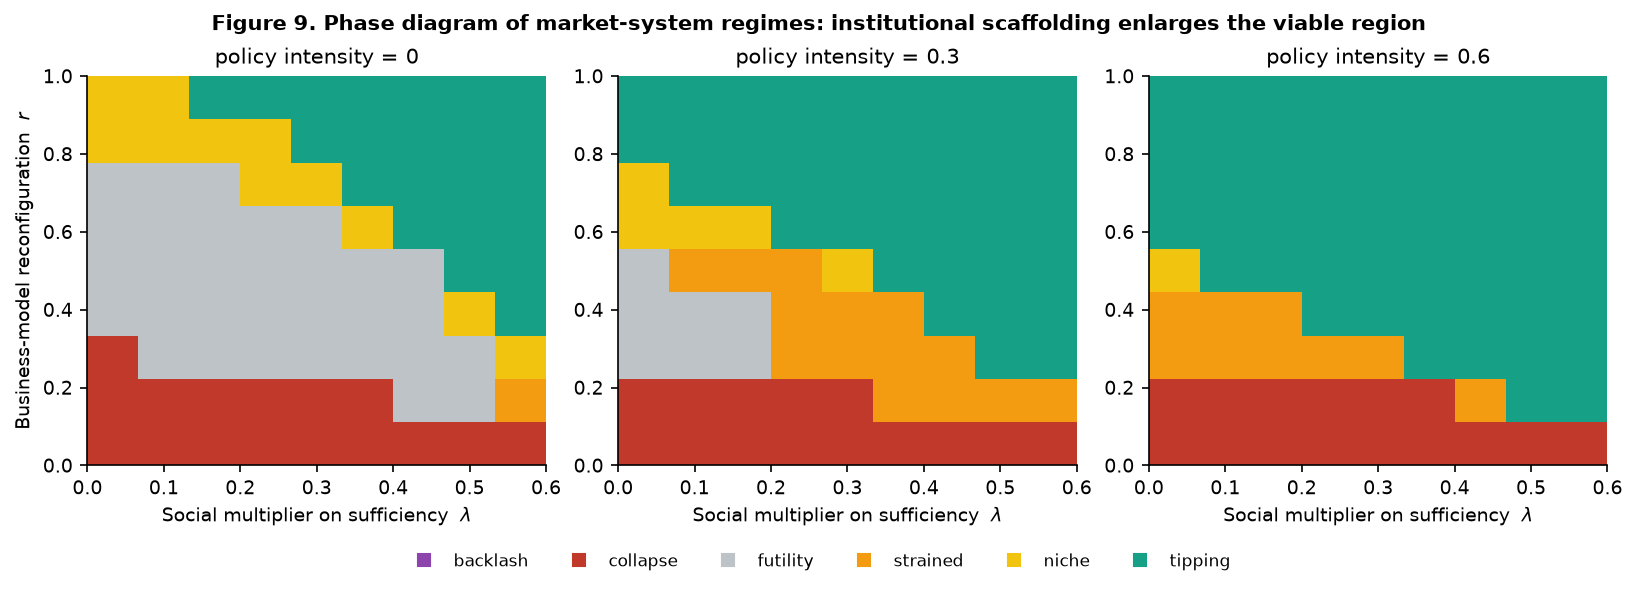 Figure 9. Phase diagram of market-system regimes: institutional scaffolding enlarges the viable region
policy intensity = 0
policy intensity = 0.3
policy intensity = 0.6
Business-model reconfiguration r
1.0
0.8
0.6
0.4
0.2
0.0
0.0 0.1 0.2 0.3 0.4 0.5 0.6
Social multiplier on sufficiency λ
1.0
0.8
0.6
0.4
0.2
0.0
0.0 0.1 0.2 0.3 0.4 0.5 0.6
Social multiplier on sufficiency λ
1.0
0.8
0.6
0.4
0.2
0.0
0.0 0.1 0.2 0.3 0.4 0.5 0.6
Social multiplier on sufficiency λ
backlash collapse futility strained niche tipping